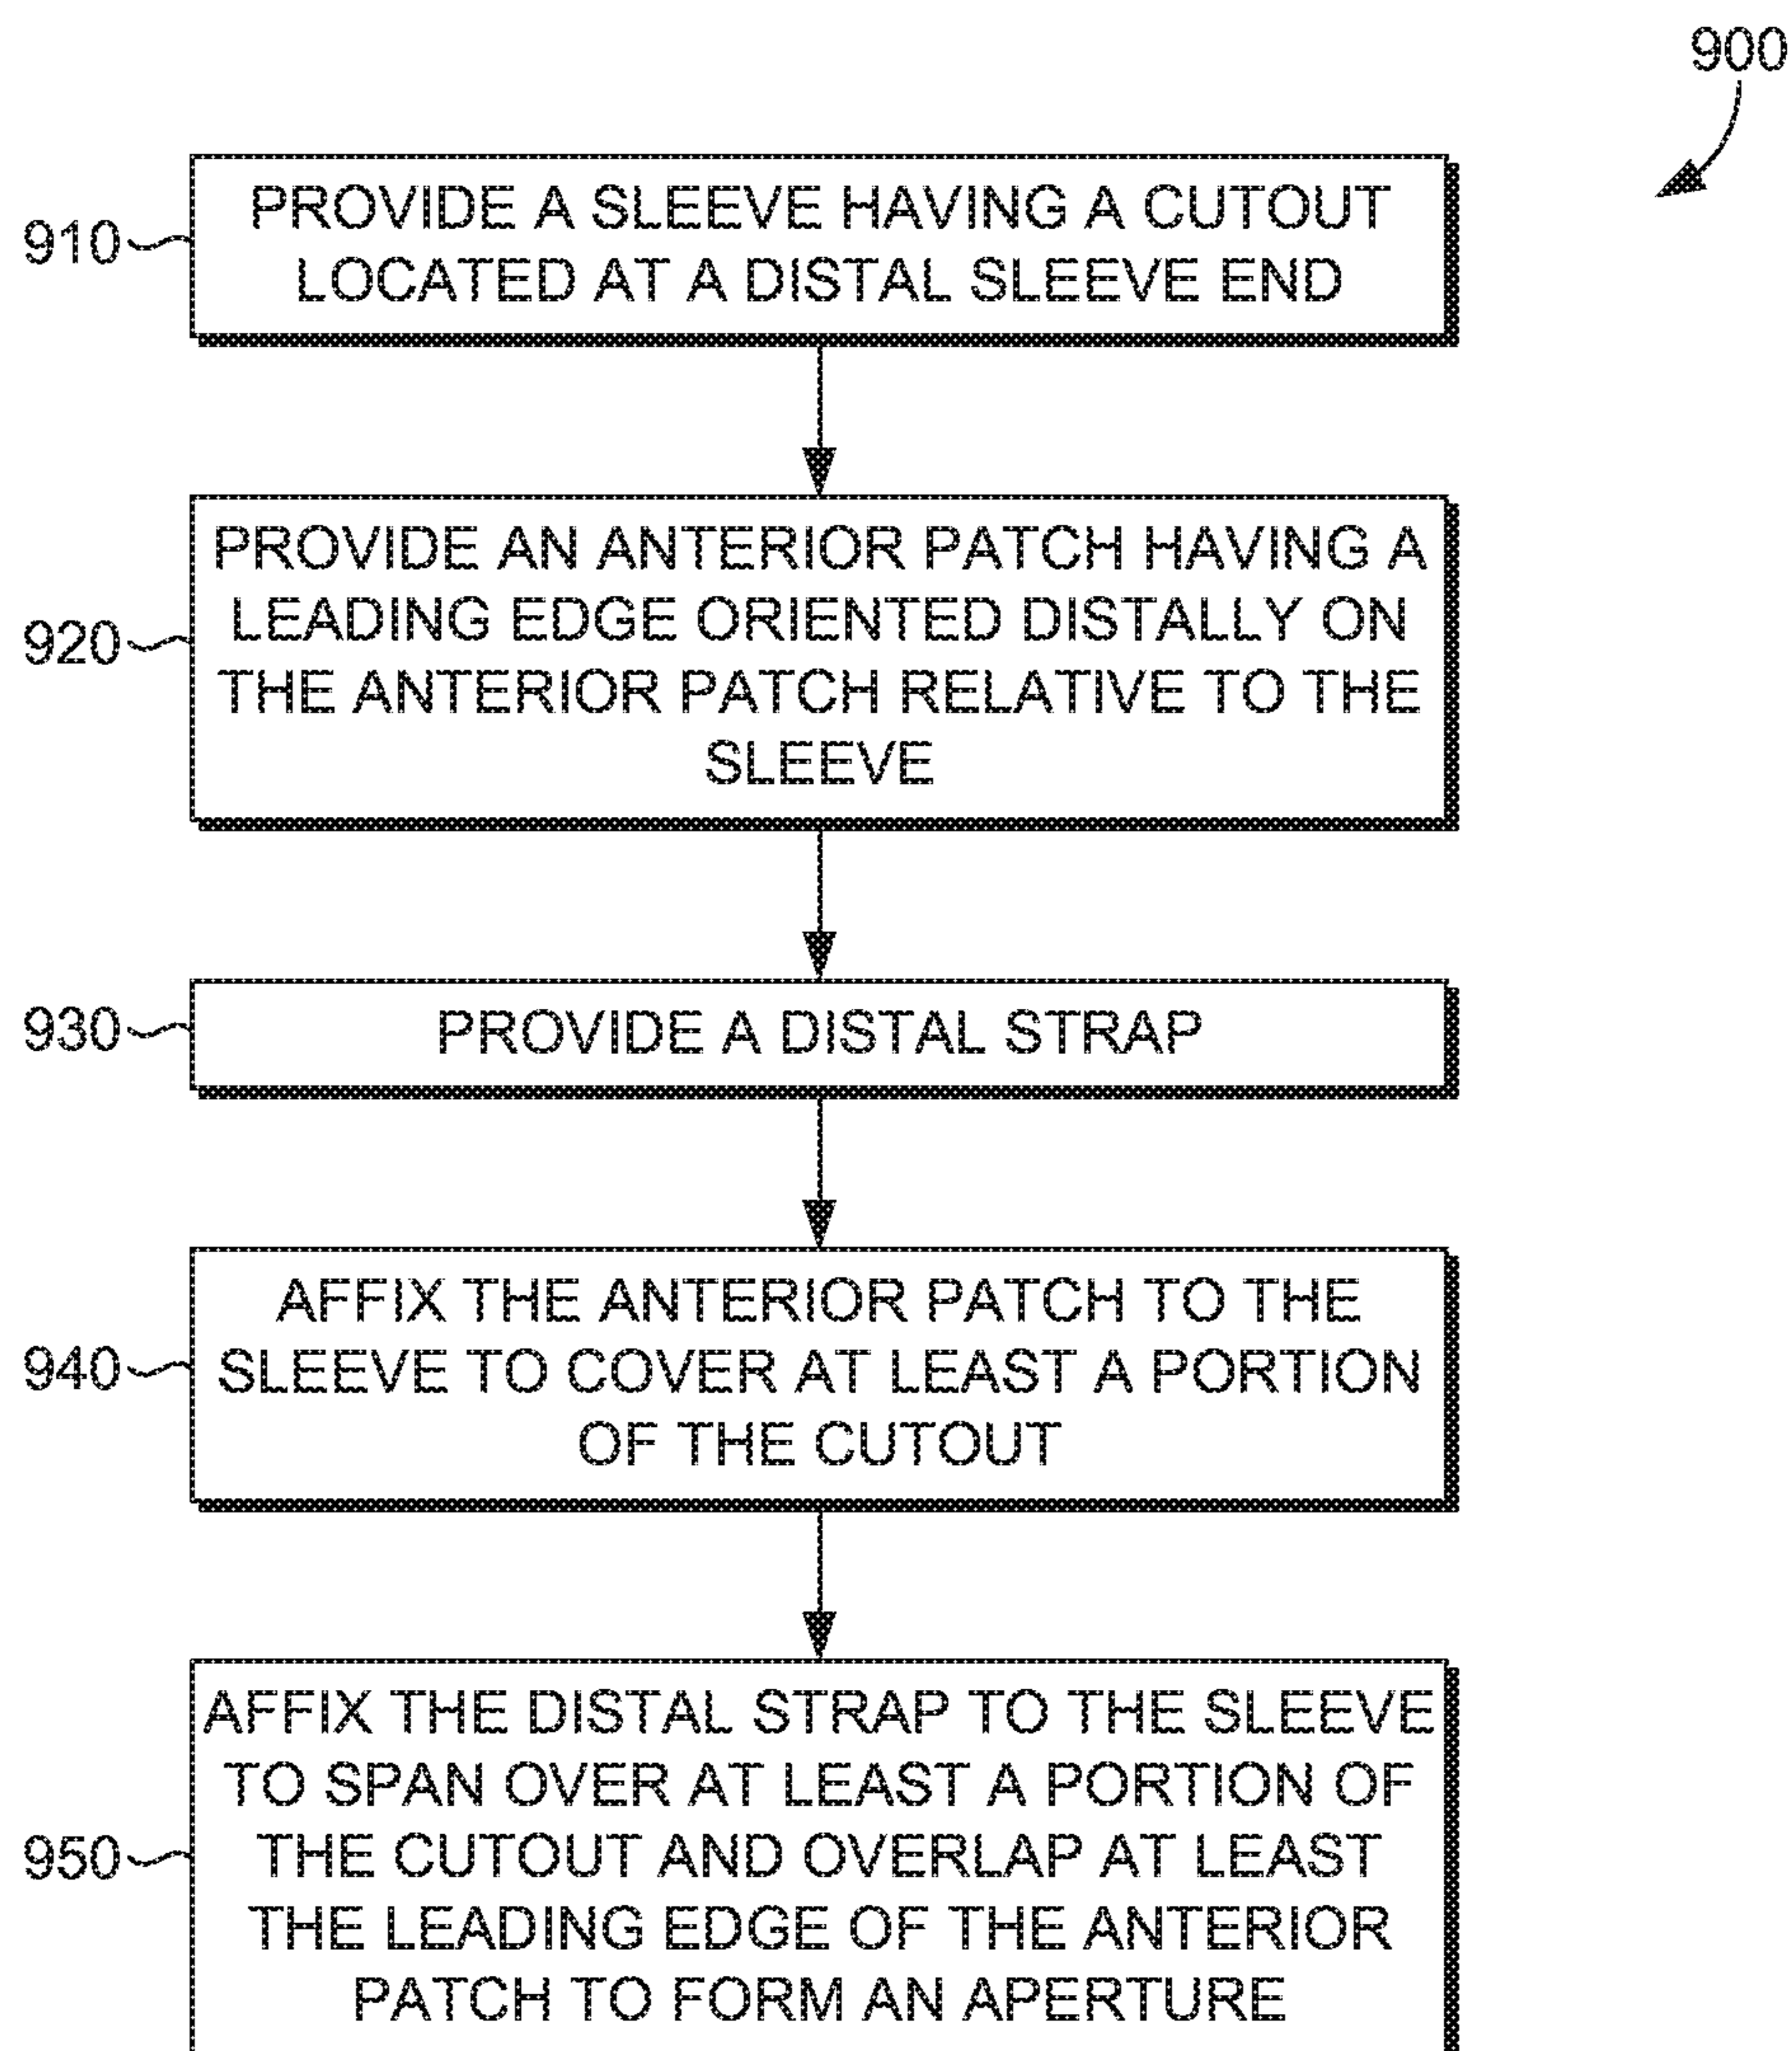 900
910
PROVIDE A SLEEVE HAVING A CUTOUT
LOCATED AT A DISTAL SLEEVE END
920
PROVIDE AN ANTERIOR PATCH HAVING A
LEADING EDGE ORIENTED DISTALLY ON
THE ANTERIOR PATCH RELATIVE TO THE
SLEEVE
930
PROVIDE A DISTAL STRAP
940
AFFIX THE ANTERIOR PATCH TO THE
SLEEVE TO COVER AT LEAST A PORTION
OF THE CUTOUT
950
AFFIX THE DISTAL STRAP TO THE SLEEVE
TO SPAN OVER AT LEAST A PORTION OF
THE CUTOUT AND OVERLAP AT LEAST
THE LEADING EDGE OF THE ANTERIOR
PATCH TO FORM AN APERTURE